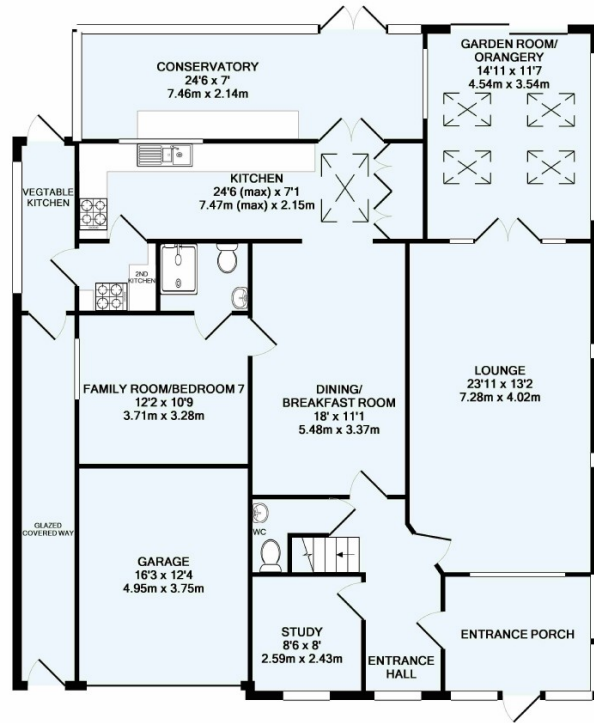 CONSERVATORY
24'6 x 7'
7.46m x 2.14m
GARDEN ROOM/
ORANGERY
14'11 x 11'7
4.54m x 3.54m
VEGTABLE
KITCHEN
KITCHEN
24'6 (max) x 7'1
7.47m (max) x 2.15m
2ND
KITCHEN
FAMILY ROOM/BEDROOM 7
12'2 x 10'9
3.71m x 3.28m
DINING/
BREAKFAST ROOM
18' x 11'1
5.48m x 3.37m
LOUNGE
23'11 x 13'2
7.28m x 4.02m
GLAZED
COVERED WAY
GARAGE
16'3 x 12'4
4.95m x 3.75m
WC
STUDY
8'6 x 8'
2.59m x 2.43m
ENTRANCE
HALL
ENTRANCE PORCH